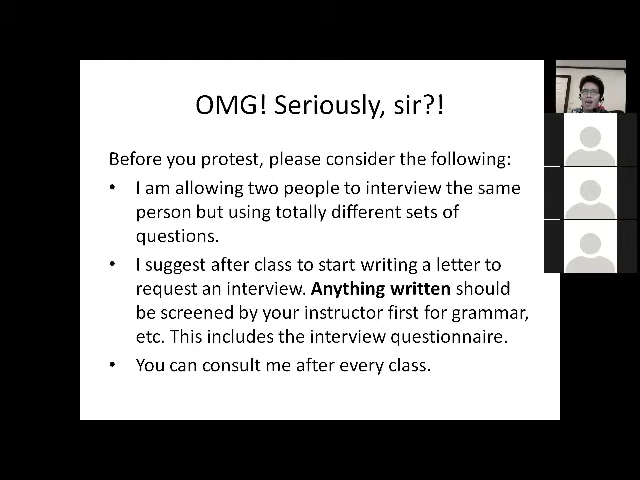 OMG! Seriously, sir?!
Before you protest, please consider the following:
• I am allowing two people to interview the same
person but using totally different sets of
questions.
• I suggest after class to start writing a letter to
request an interview. Anything written should
be screened by your instructor first for grammar,
etc. This includes the interview questionnaire.
• You can consult me after every class.